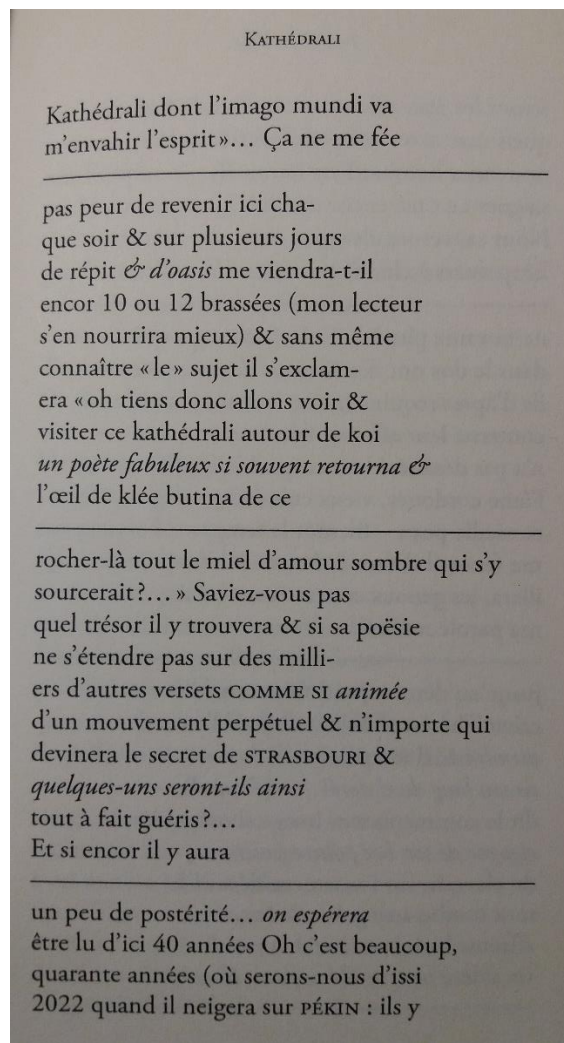 KATHÉDRALI
Kathédrali dont l'imago mundi va
m'envahir l'esprit»... Ça ne me fée
pas peur de revenir ici cha-
que soir & sur plusieurs jours
de répit & d'oasis me viendra-t-il
encor 10 ou 12 brassées (mon lecteur
s'en nourrira mieux) & sans même
connaître «le» sujet il s'exclam-
era «oh tiens donc allons voir &
visiter ce kathédrali autour de koi
un poète fabuleux si souvent retourna &
l'œil de klée butina de ce
rocher-là tout le miel d'amour sombre qui s'y
sourcerait?...» Saviez-vous pas
quel trésor il y trouvera & si sa poësie
ne s'étendre pas sur des milli-
ers d'autres versets COMME SI animée
d'un mouvement perpétuel & n'importe qui
devinera le secret de STRASBOURI &
quelques-uns seront-ils ainsi
tout à fait guéris?...
Et si encor il y aura
un peu de postérité... on espérera
être lu d'ici 40 années Oh c'est beaucoup,
quarante années (où serons-nous d'issi
2022 quand il neigera sur PÉKIN : ils y